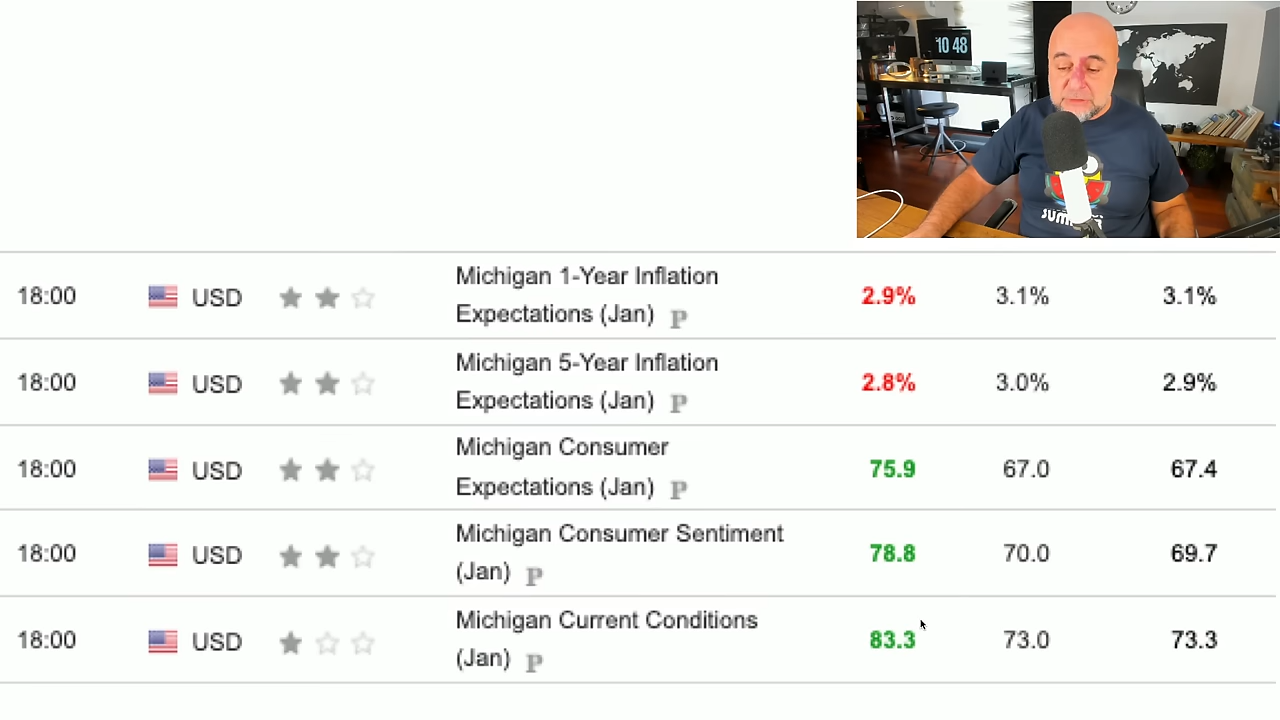 10 48
18:00 USD Michigan 1-Year Inflation 2.9% 3.1% 3.1%
Expectations (Jan) P
18:00 USD Michigan 5-Year Inflation 2.8% 3.0% 2.9%
Expectations (Jan) P
18:00 USD Michigan Consumer 75.9 67.0 67.4
Expectations (Jan) P
18:00 USD Michigan Consumer Sentiment 78.8 70.0 69.7
(Jan) P
18:00 USD Michigan Current Conditions 83.3 73.0 73.3
(Jan) P